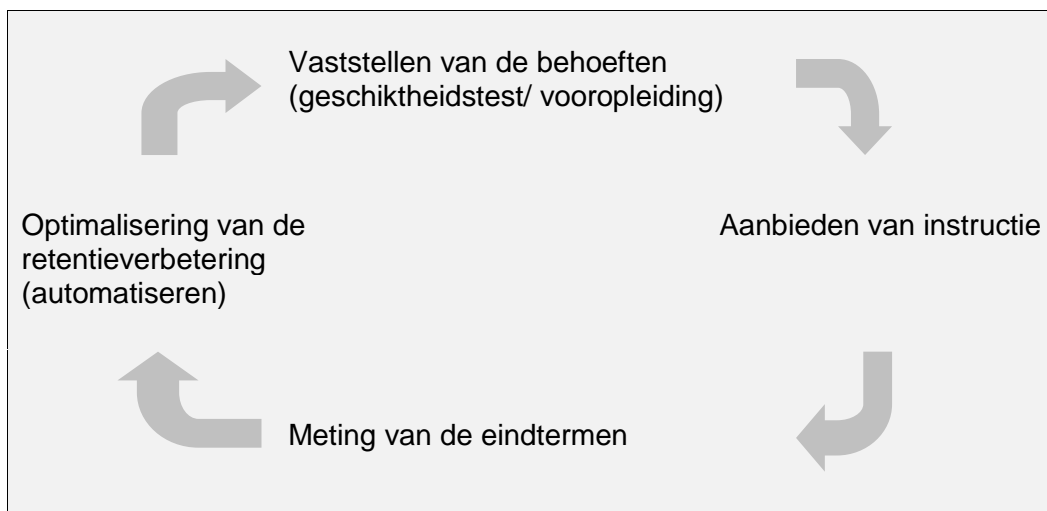 Vaststellen van de behoeften
(geschiktheidstest/ vooropleiding)
Aanbieden van instructie
Optimalisering van de
retentieverbetering
(automatiseren)
Meting van de eindtermen